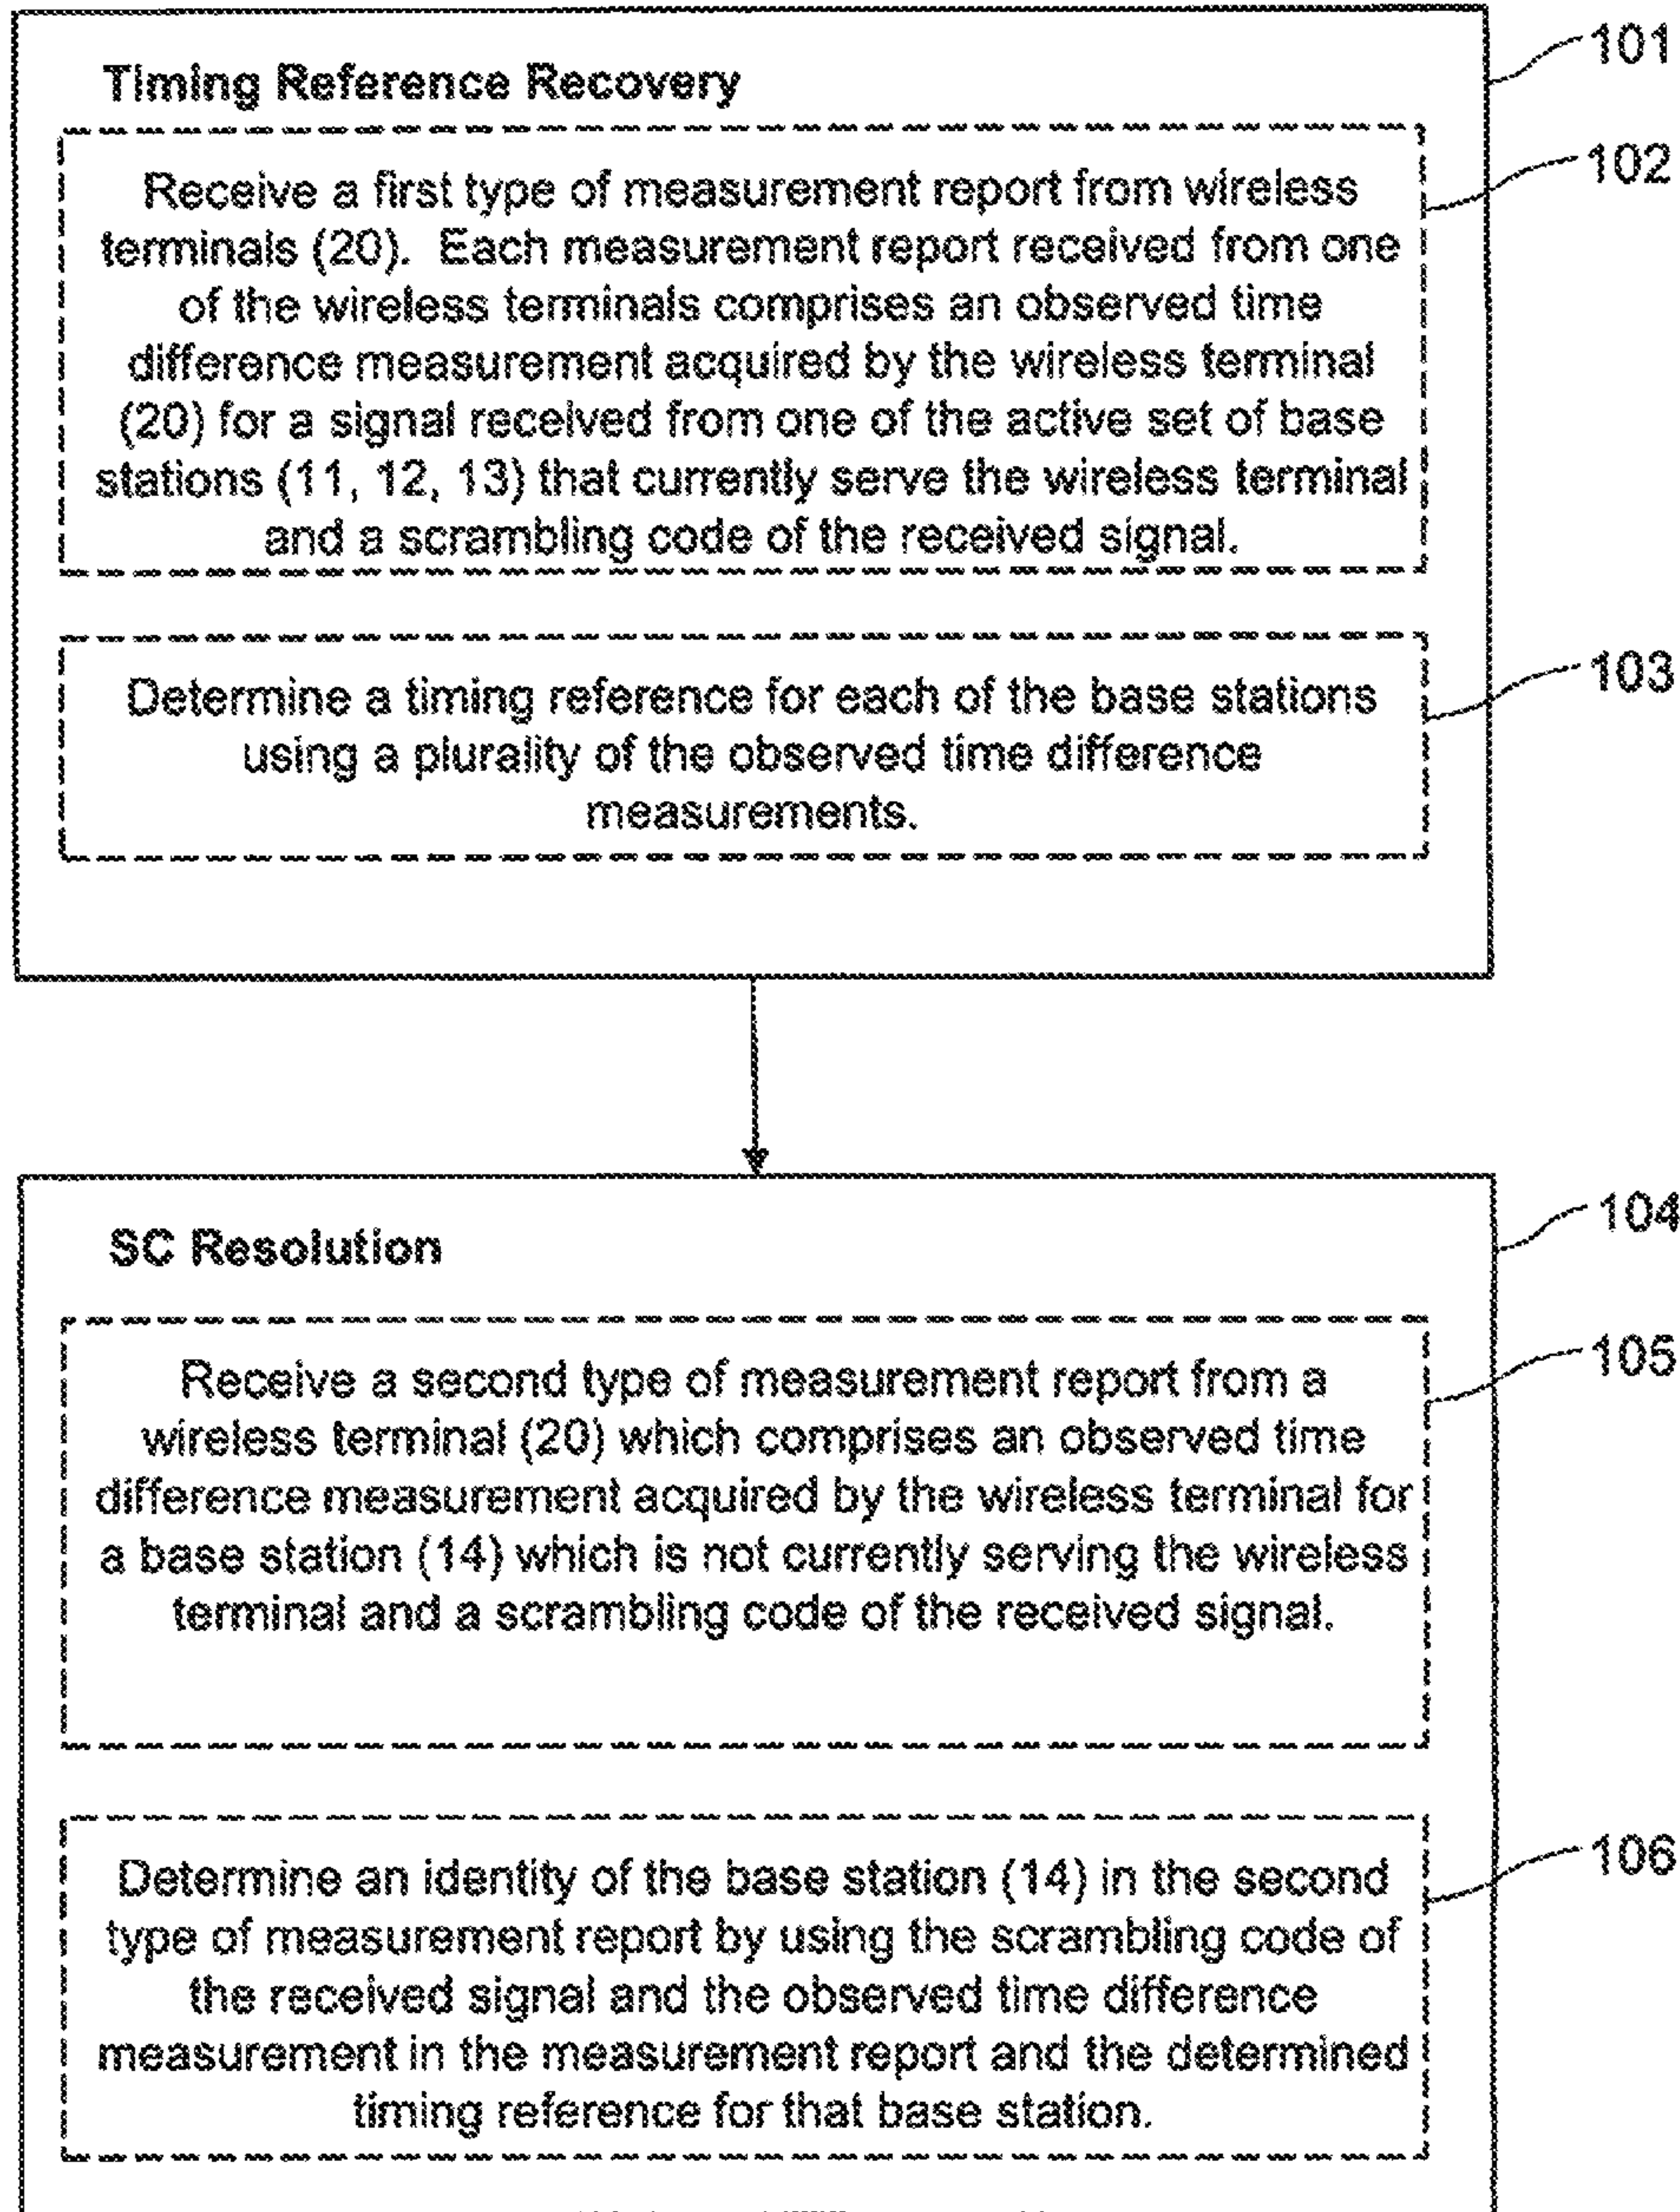 101
Timing Reference Recovery
102
Receive a first type of measurement report from wireless
terminals (20). Each measurement report received from one
of the wireless terminals comprises an observed time
difference measurement acquired by the wireless terminal
(20) for a signal received from one of the active set of base
stations (11, 12, 13) that currently serve the wireless terminal
and a scrambling code of the received signal.
103
Determine a timing reference for each of the base stations
using a plurality of the observed time difference
measurements.
104
SC Resolution
105
Receive a second type of measurement report from a
wireless terminal (20) which comprises an observed time
difference measurement acquired by the wireless terminal for
a base station (14) which is not currently serving the wireless
terminal and a scrambling code of the received signal.
106
Determine an identity of the base station (14) in the second
type of measurement report by using the scrambling code of
the received signal and the observed time difference
measurement in the measurement report and the determined
timing reference for that base station.